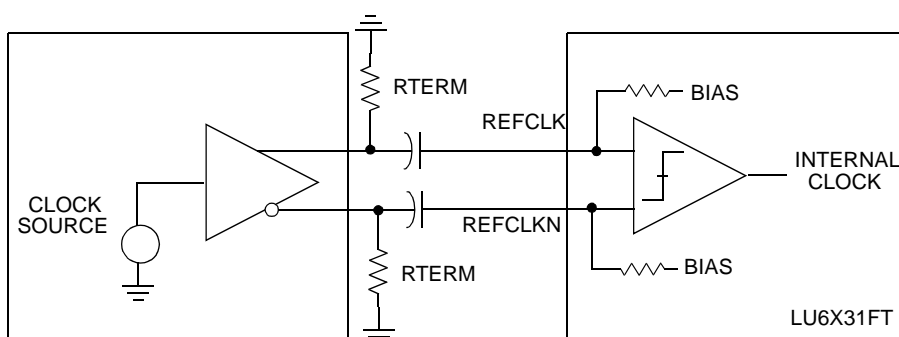 RTERM
REFCLK
BIAS
INTERNAL
CLOCK
CLOCK
SOURCE
REFCLKN
RTERM
BIAS
LU6X31FT